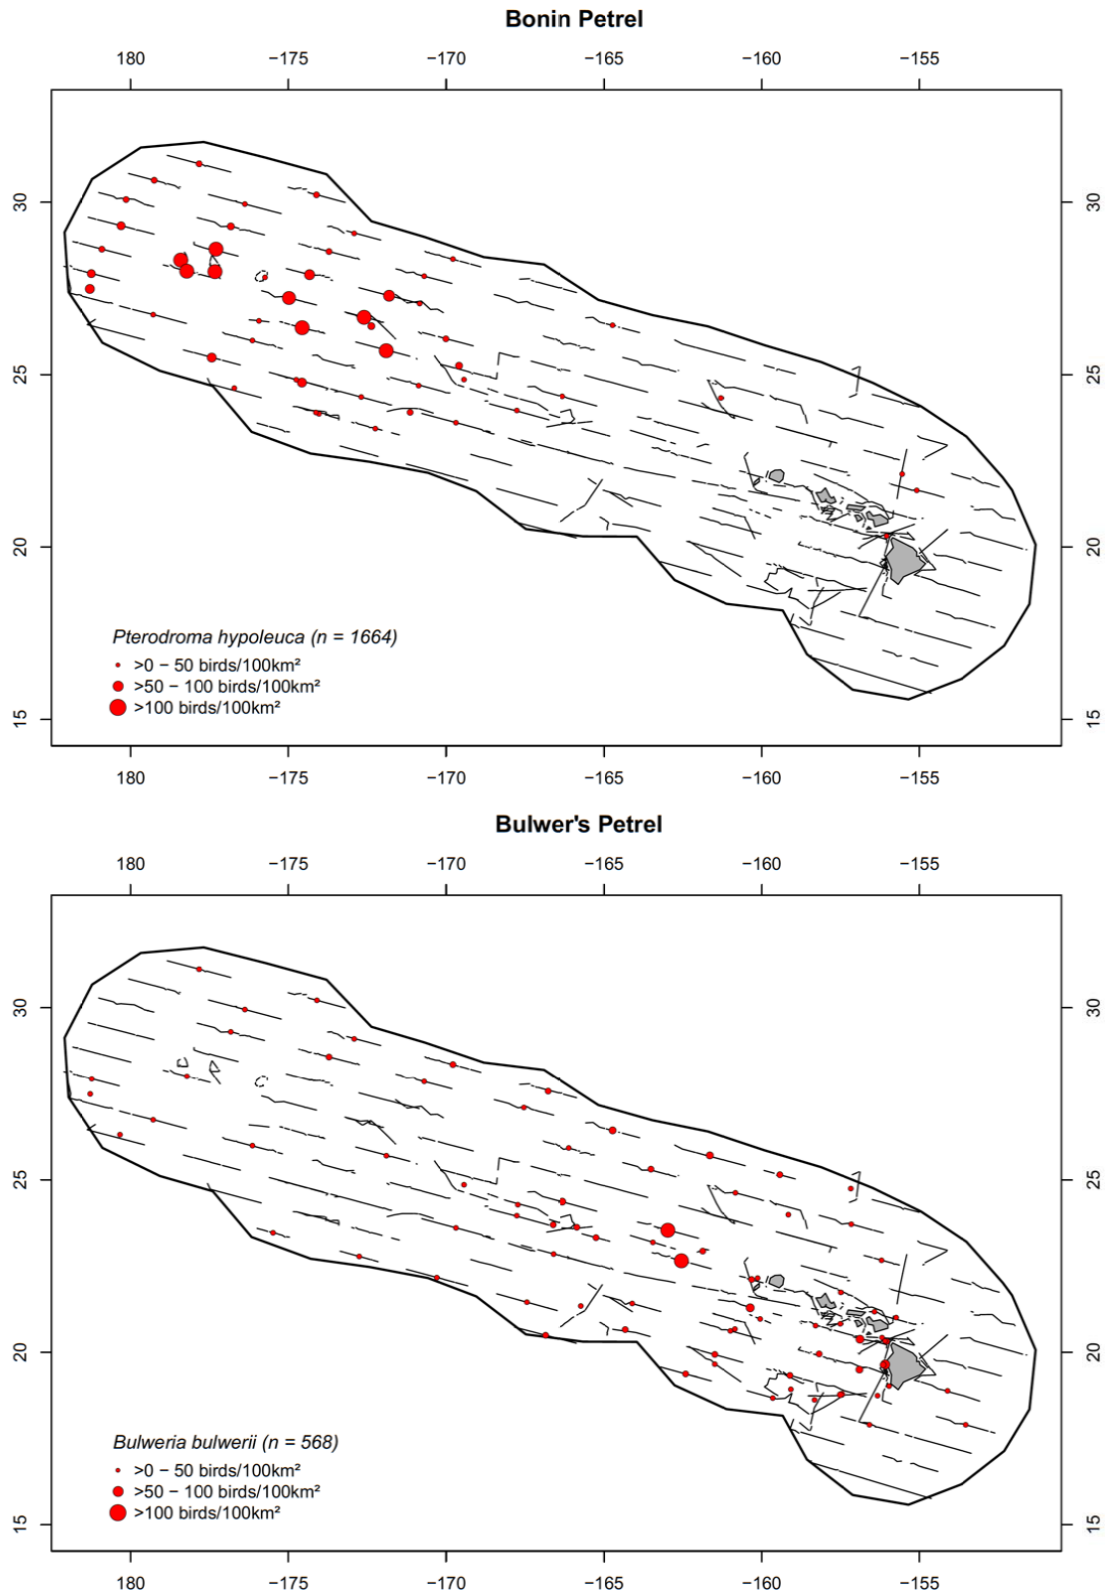 Bonin Petrel
180 −175 −170 −165 −160 −155
30 30
25 25
20 20
15 15
Pterodroma hypoleuca (n = 1664)
>0 − 50 birds/100km²
>50 − 100 birds/100km²
>100 birds/100km²
180 −175 −170 −165 −160 −155
Bulwer's Petrel
180 −175 −170 −165 −160 −155
30 30
25 25
20 20
15 15
Bulweria bulwerii (n = 568)
>0 − 50 birds/100km²
>50 − 100 birds/100km²
>100 birds/100km²
180 −175 −170 −165 −160 −155